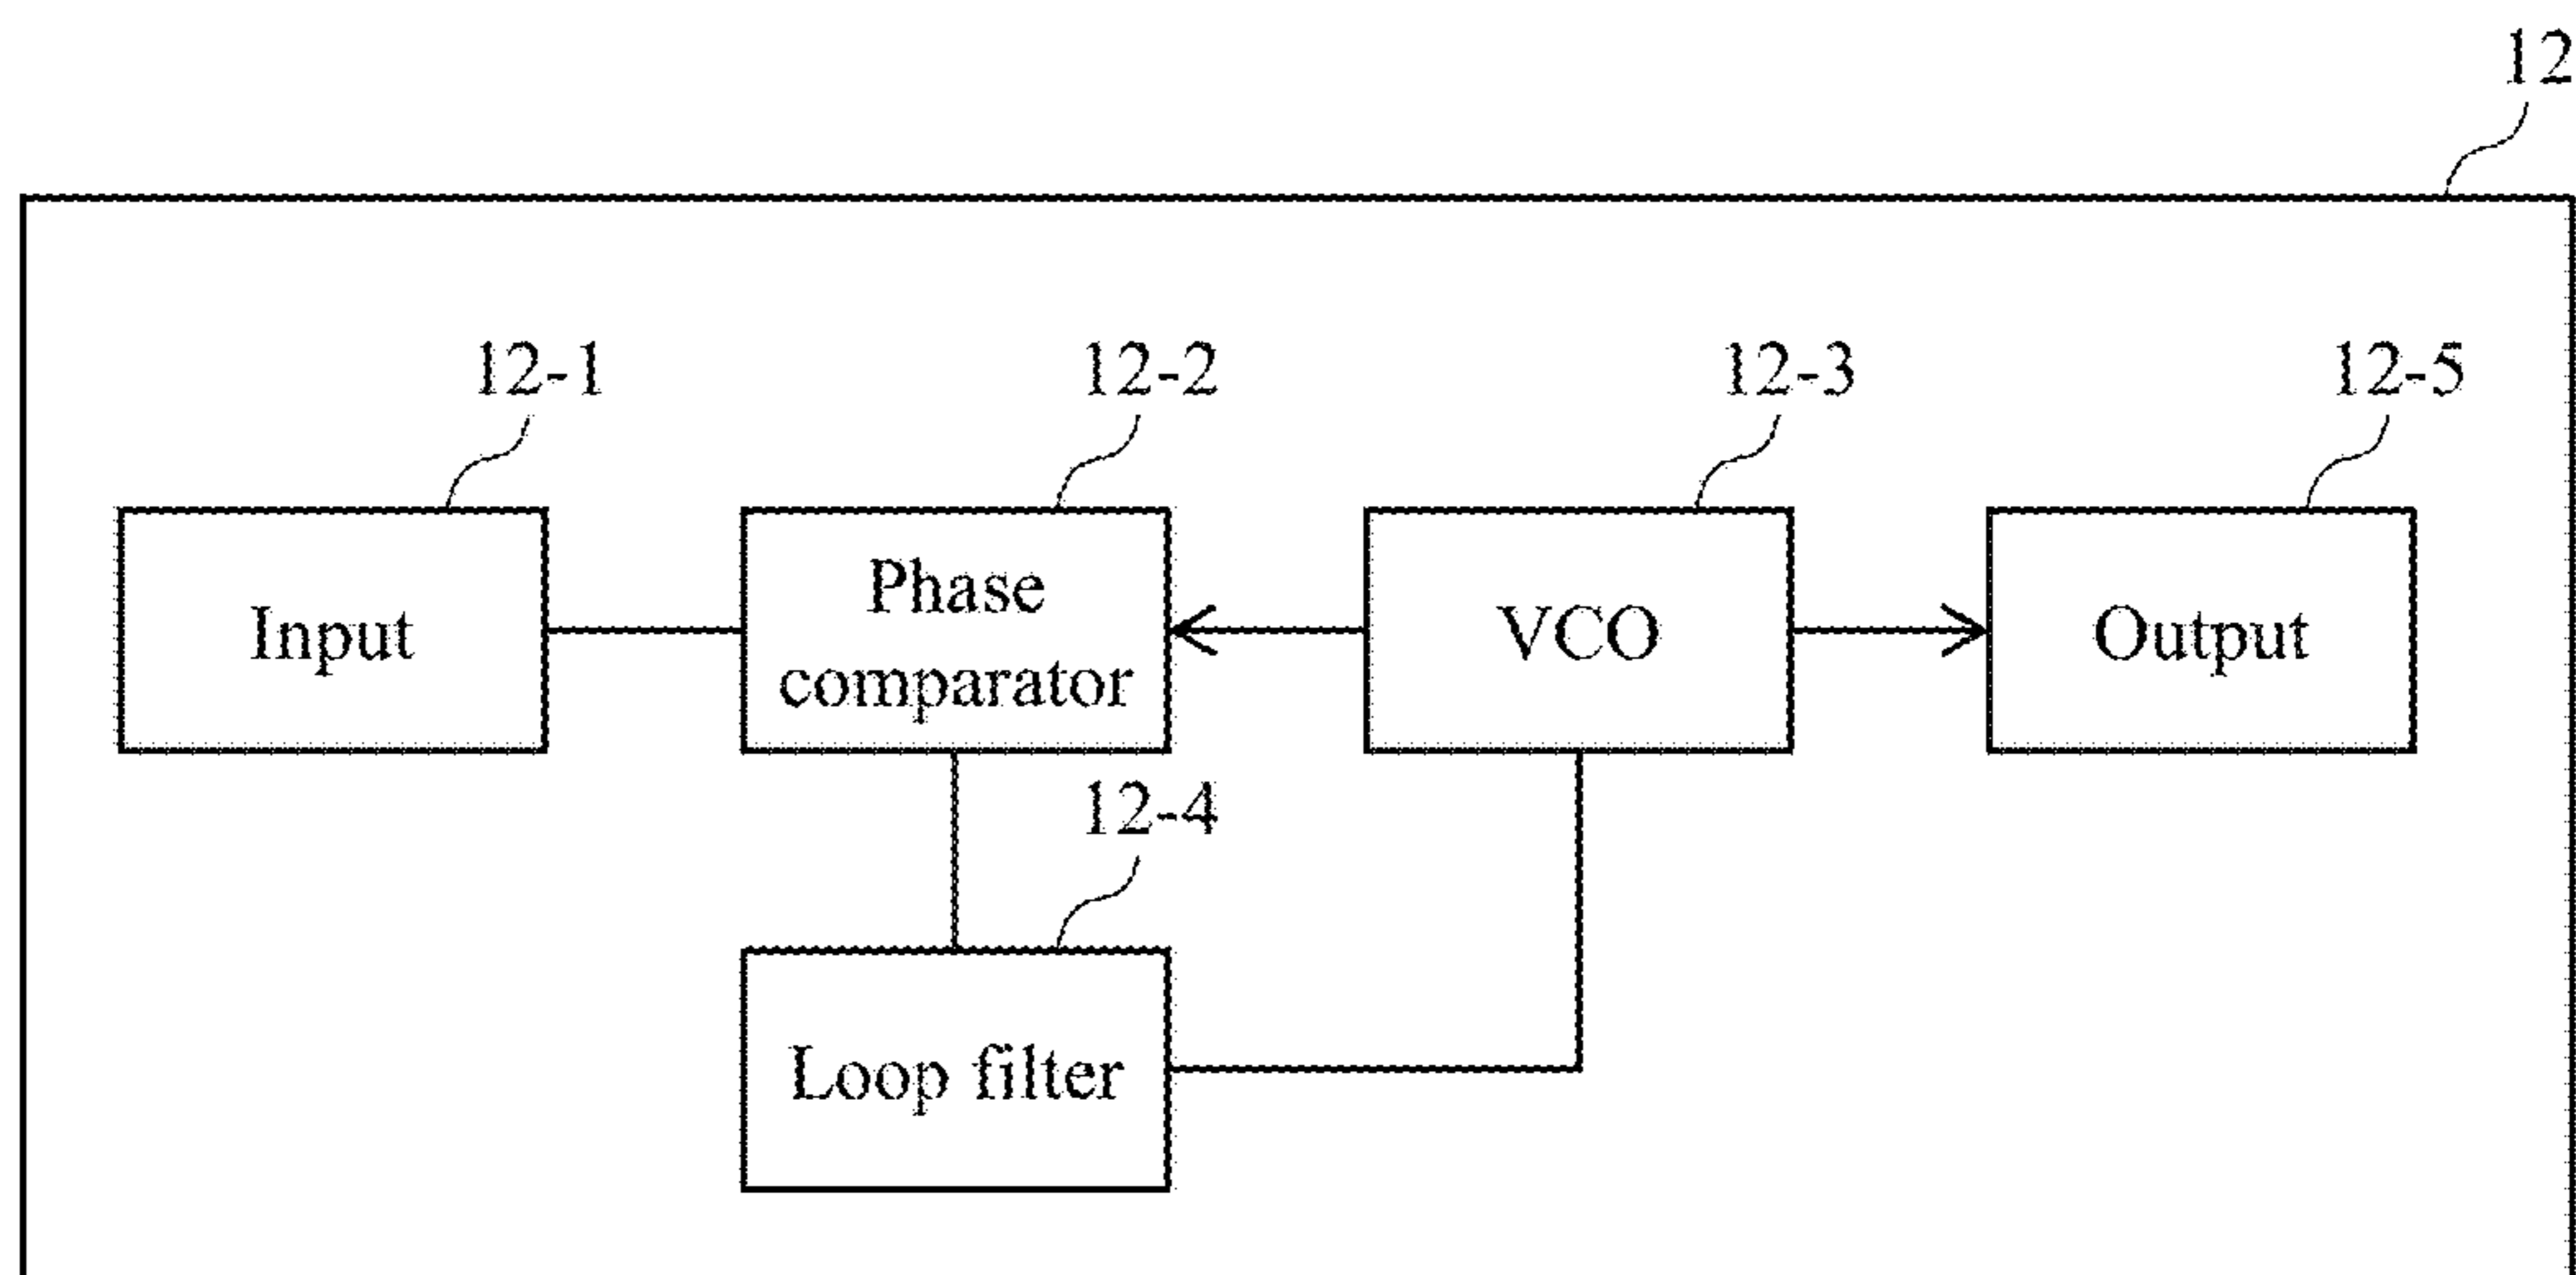 12
12-1
12-2
12-3
12-5
Input
Phase
comparator
VCO
Output
12-4
Loop filter